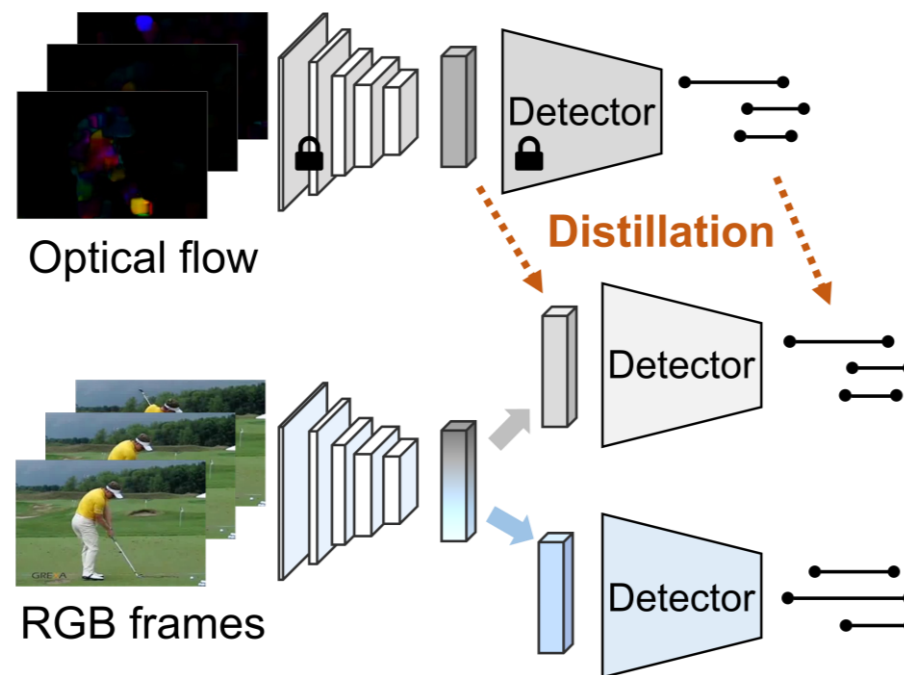 Optical flow
Detector
Distillation
Detector
RGB frames
Detector